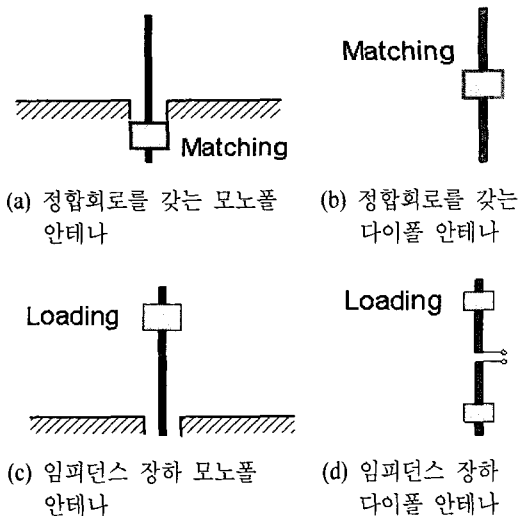 Matching
Matching
(a) 정합회로를 갖는 모노폴
안테나
(b) 정합회로를 갖는
다이폴 안테나
Loading
Loading
(c) 임피던스 장하 모노폴
안테나
(d) 임피던스 장하
다이폴 안테나